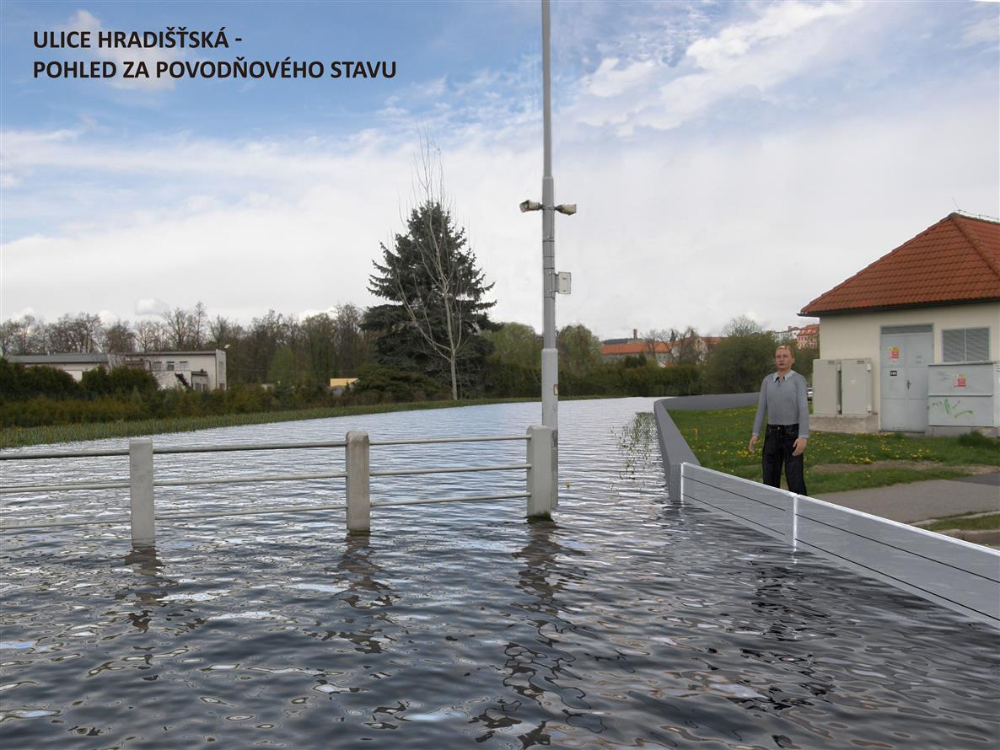 ULICE HRADIŠŤSKÁ -
POHLED ZA POVODŇOVÉHO STAVU